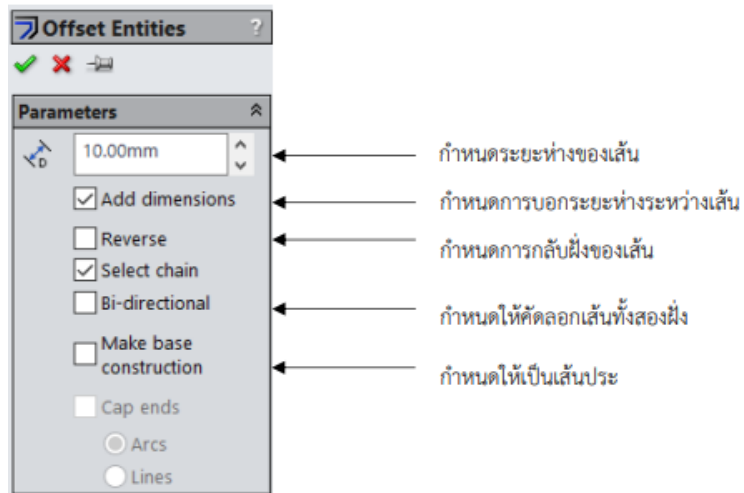 Offset Entities ?
Parameters
D
10.00mm
กำหนดระยะห่างของเส้น
Add dimensions
กำหนดการบอกระยะห่างระหว่างเส้น
Reverse
กำหนดการกลับฝั่งของเส้น
Select chain
Bi-directional
กำหนดให้คัดลอกเส้นทั้งสองฝั่ง
Make base
construction
กำหนดให้เป็นเส้นประ
Cap ends
Arcs
Lines